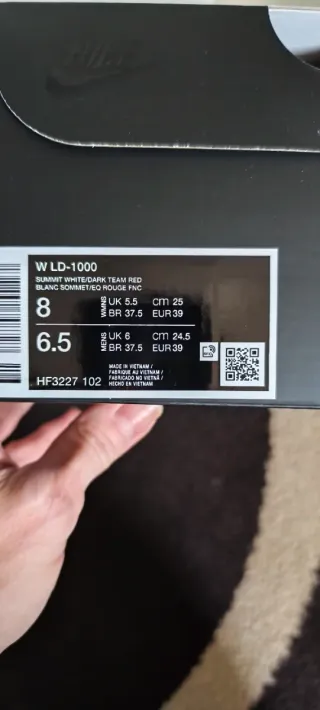 NIKE
W LD-1000
SUMMIT WHITE/DARK TEAM RED
BLANC SOMMET/EQ ROUGE FNC
8 WMNS UK 5.5 cm 25
BR 37.5 EUR 39
6.5 MENS UK 6 cm 24.5
BR 37.5 EUR 39
MADE IN VIETNAM /
FABRIQUE AU VIETNAM /
FABRICADO NO VIETNÃ /
HF3227 102 HECHO EN VIETNAM